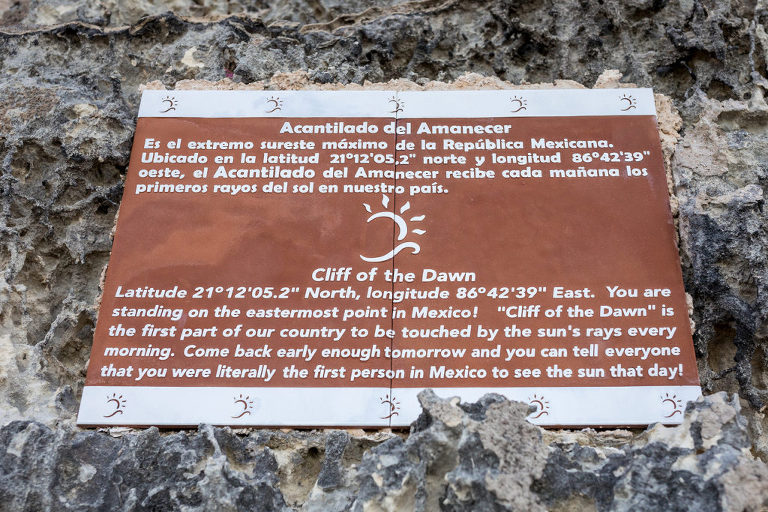 Acantilado del Amanecer
Es el extremo sureste máximo de la República Mexicana.
Ubicado en la latitud 21°12'05.2" norte y longitud 86°42'39"
oeste, el Acantilado del Amanecer recibe cada mañana los
primeros rayos del sol en nuestro país.
Cliff of the Dawn
Latitude 21°12'05.2" North, longitude 86°42'39" East. You are
standing on the easternmost point in Mexico! "Cliff of the Dawn" is
the first part of our country to be touched by the sun's rays every
morning. Come back early enough tomorrow and you can tell everyone
that you were literally the first person in Mexico to see the sun that day!